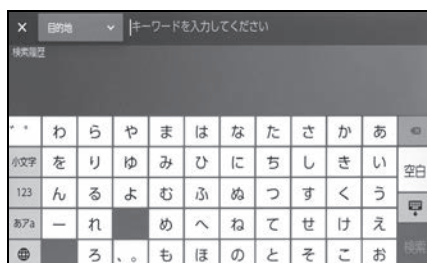 × 目的地 キーワードを入力してください
検索履歴
゛゜ わ ら や ま は な た さ か あ
小文字 を り ゆ み ひ に ち し き い 空白
123 ん る よ む ふ ぬ つ す く う
あアa ー れ め へ ね て せ け え
ろ 、。 も ほ の と そ こ お 検索